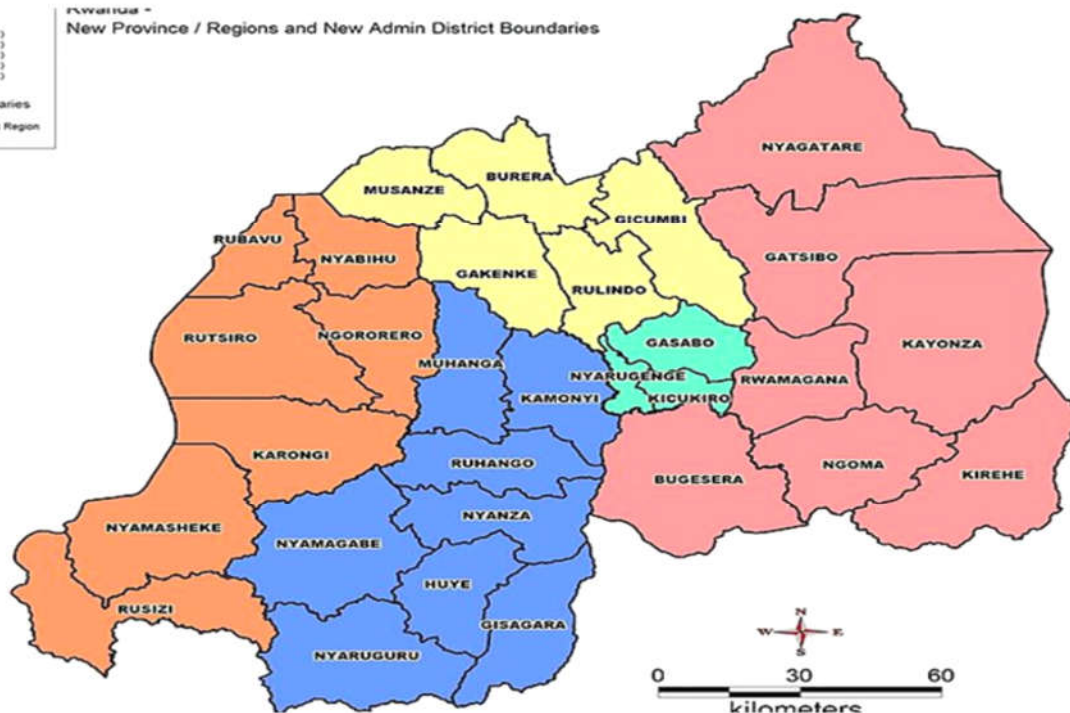 Rwanda -
New Province / Regions and New Admin District Boundaries
aries
Region
NYAGATARE
BURERA
MUSANZE
GICUMBI
RUBAVU
NYABIHU
GATSIBO
GAKENKE
RULINDO
RUTSIRO
NGORORERO
GASABO
KAYONZA
MUHANGA
NYARUGENGE
RWAMAGANA
KAMONYI
KICUKIRO
KARONGI
RUHANGO
NGOMA
KIREHE
BUGESERA
NYANZA
NYAMASHEKE
NYAMAGABE
HUYE
RUSIZI
GISAGARA
NYARUGURU
N
W E
S
0 30 60
kilometers